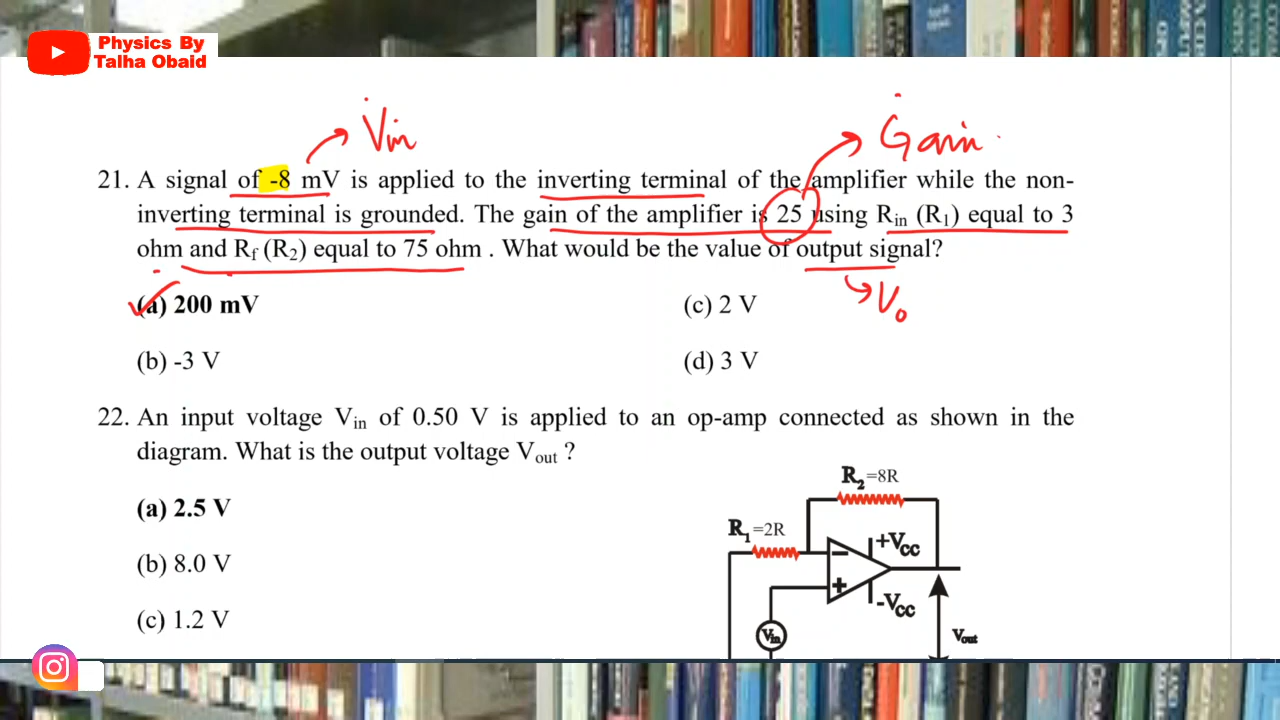 Physics By
Talha Obaid
Vin
Gain
21. A signal of -8 mV is applied to the inverting terminal of the amplifier while the non-
inverting terminal is grounded. The gain of the amplifier is 25 using Rin (R1) equal to 3
ohm and Rf (R2) equal to 75 ohm . What would be the value of output signal?
Vo
(a) 200 mV
(c) 2 V
(b) -3 V
(d) 3 V
22. An input voltage Vin of 0.50 V is applied to an op-amp connected as shown in the
diagram. What is the output voltage Vout ?
R2=8R
(a) 2.5 V
R1=2R
+Vcc
(b) 8.0 V
-Vcc
(c) 1.2 V
Vin
Vout